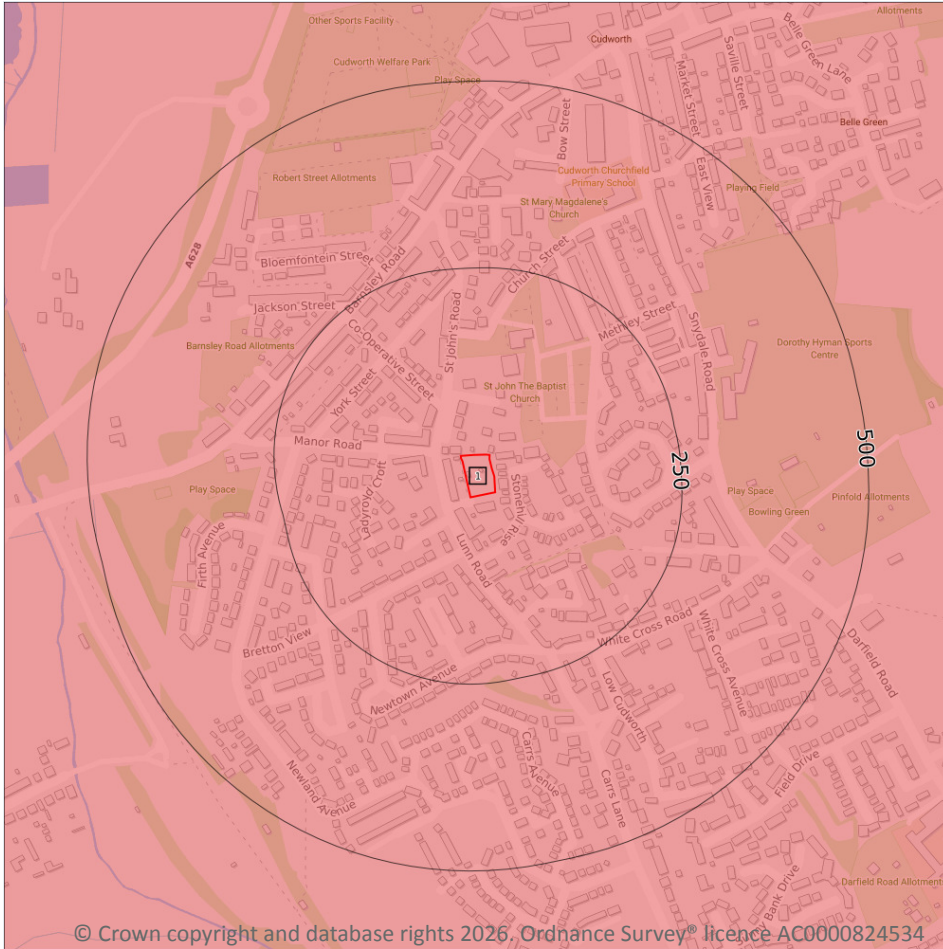 Other Sports Facility
Allotments
Cudworth
Belle Green Lane
Cudworth Welfare Park
Play Space
Market Street
Saville Street
Bow Street
Belle Green
Cudworth Churchfield
Primary School
Robert Street Allotments
East View
Playing Field
St Mary Magdalene's
Church
A628
Bloemfontein Street
Barnsley Road
Church Street
Jackson Street
St John's Road
Methley Street
Snydale Road
Barnsley Road Allotments
Co-Operative Street
Dorothy Hyman Sports
Centre
York Street
St John The Baptist
Church
Manor Road
500
250
1
Ladyroyd Croft
Stonehill Rise
Play Space
Play Space
Pinfold Allotments
Bowling Green
Firth Avenue
Lunn Road
Bretton View
White Cross Road
White Cross Avenue
Darfield Road
Newtown Avenue
Low Cudworth
Newland Avenue
Carrs Avenue
Carrs Lane
Field Drive
Bank Drive
Darfield Road Allotments
© Crown copyright and database rights 2026. Ordnance Survey® licence AC0000824534